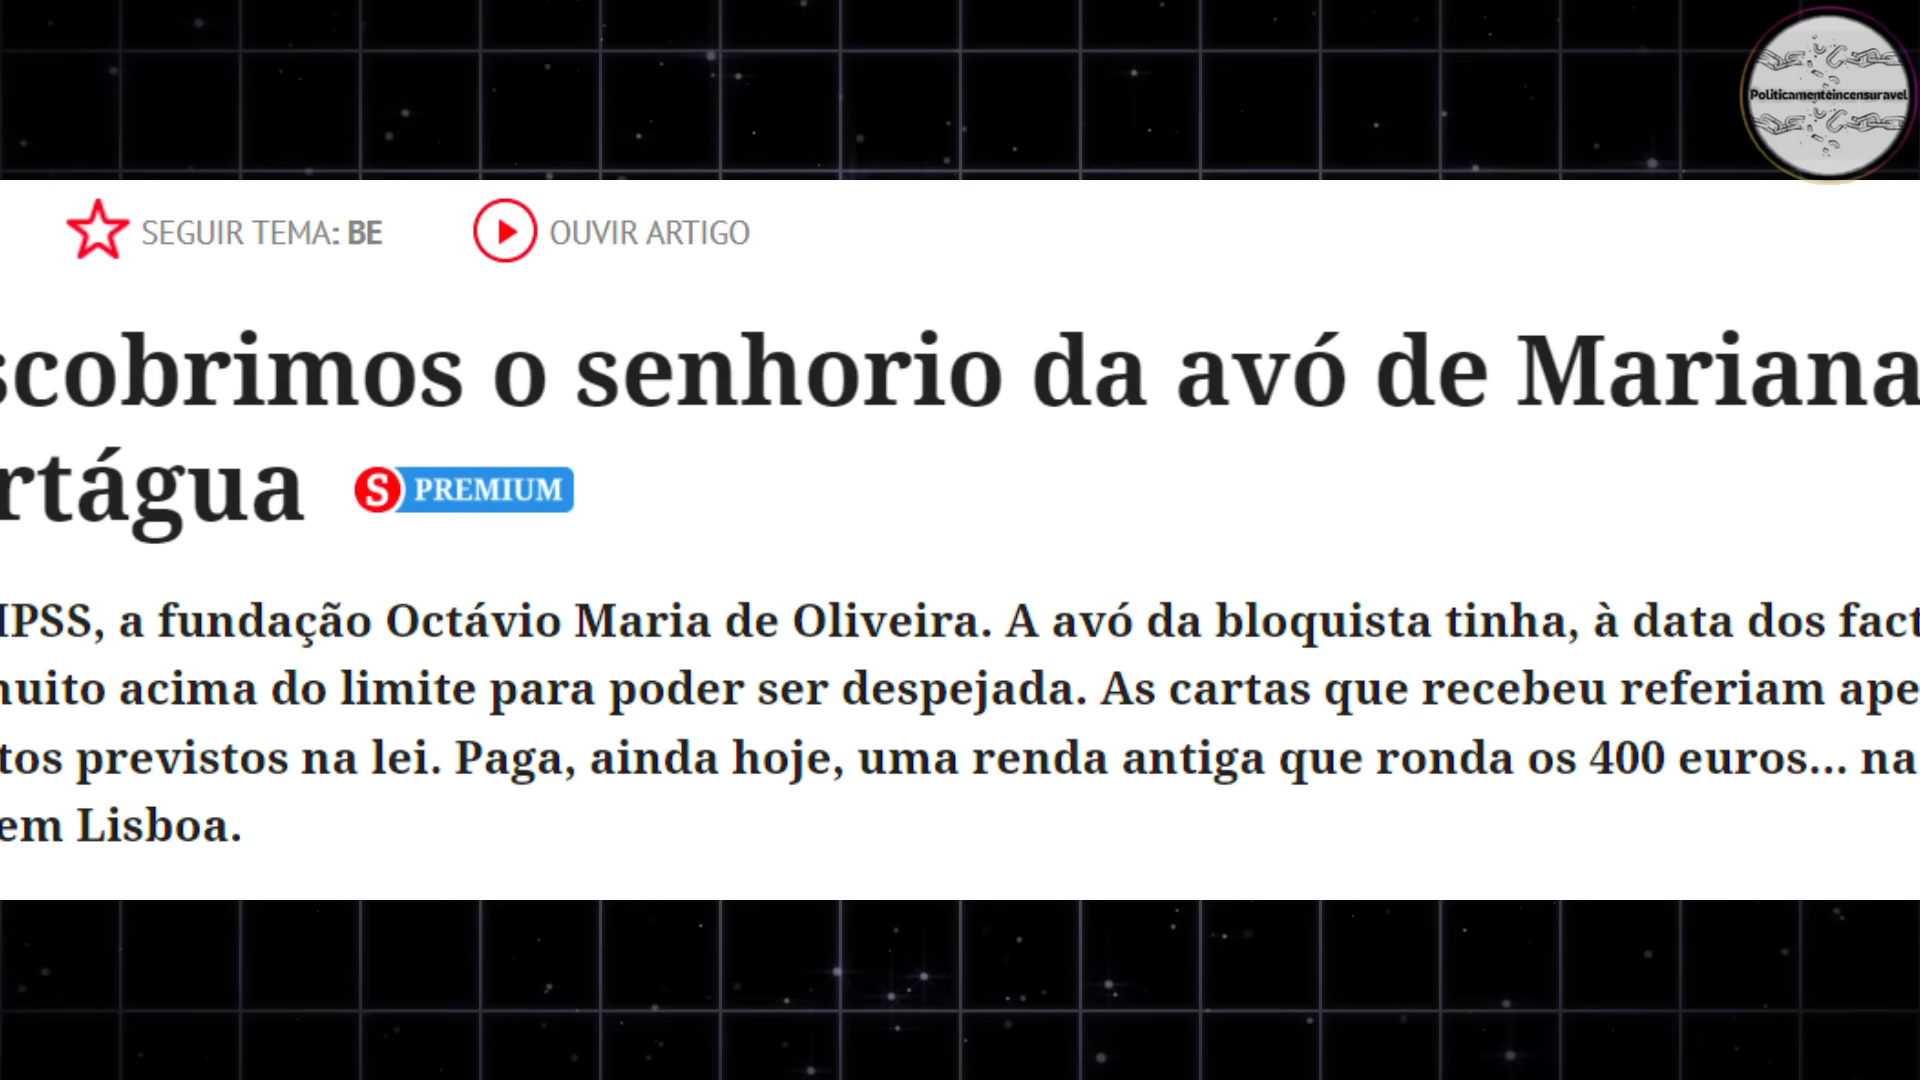 Politicamenteincensuravel
SEGUIR TEMA: BE
OUVIR ARTIGO
scobrimos o senhorio da avó de Mariana
rtágua
S PREMIUM
IPSS, a fundação Octávio Maria de Oliveira. A avó da bloquista tinha, à data dos fact
uito acima do limite para poder ser despejada. As cartas que recebeu referiam ape
tos previstos na lei. Paga, ainda hoje, uma renda antiga que ronda os 400 euros... na
em Lisboa.